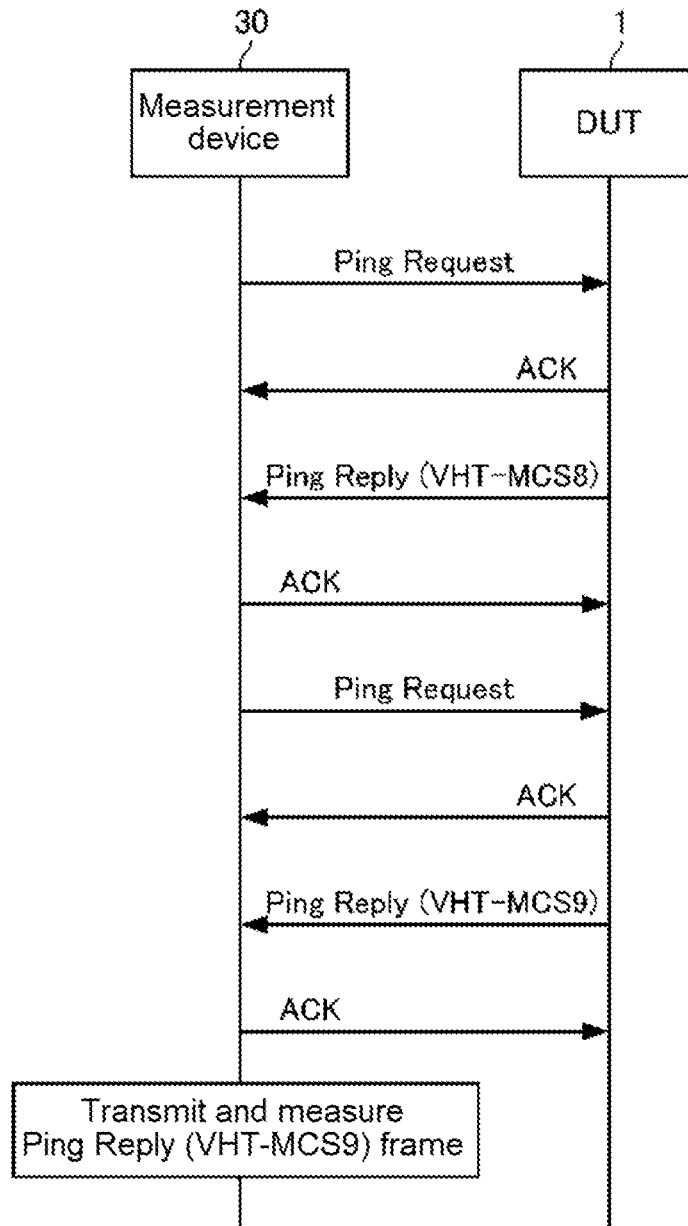 30
1
Measurement
device
DUT
Ping Request
ACK
Ping Reply (VHT-MCS8)
ACK
Ping Request
ACK
Ping Reply (VHT-MCS9)
ACK
Transmit and measure
Ping Reply (VHT-MCS9) frame